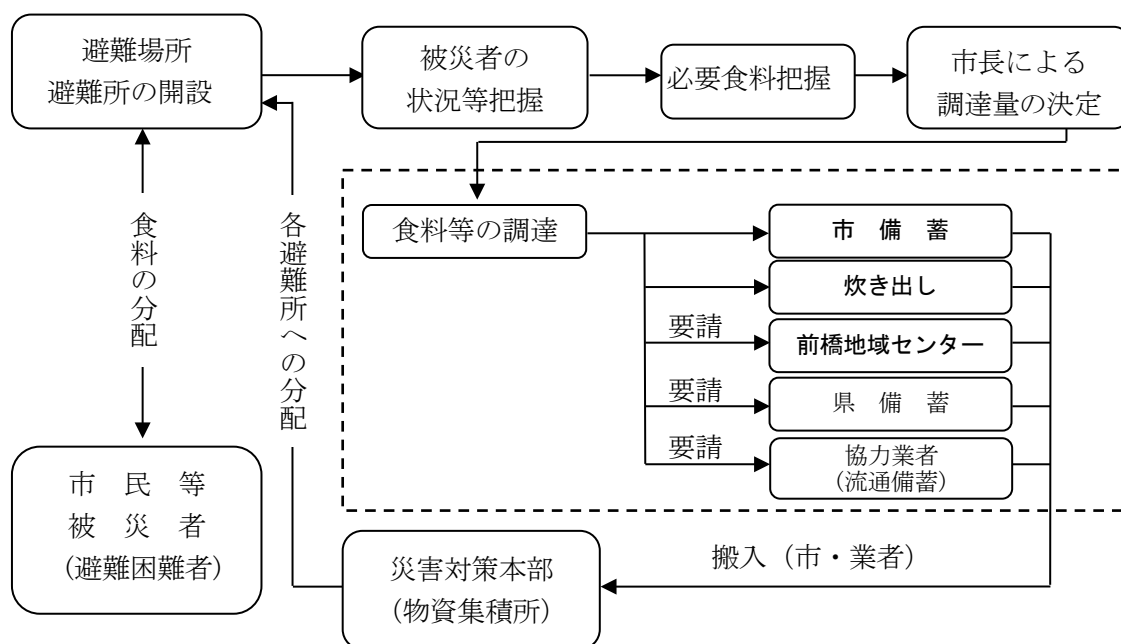 避難場所
避難所の開設
被災者の
状況等把握
必要食料把握
市長による
調達量の決定
食料の分配
各避難所への分配
食料等の調達
市　備　蓄
炊き出し
要請
前橋地域センター
要請
県　備　蓄
要請
協力業者
（流通備蓄）
市　民　等
被　災　者
（避難困難者）
災害対策本部
（物資集積所）
搬入（市・業者）